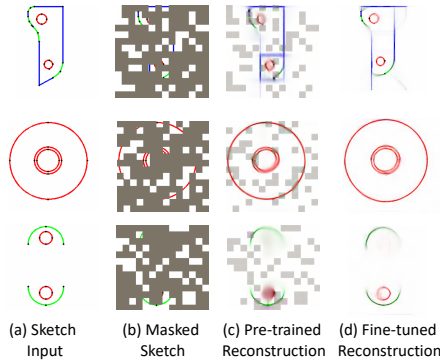 (a) Sketch Input
(b) Masked Sketch
(c) Pre-trained Reconstruction
(d) Fine-tuned Reconstruction